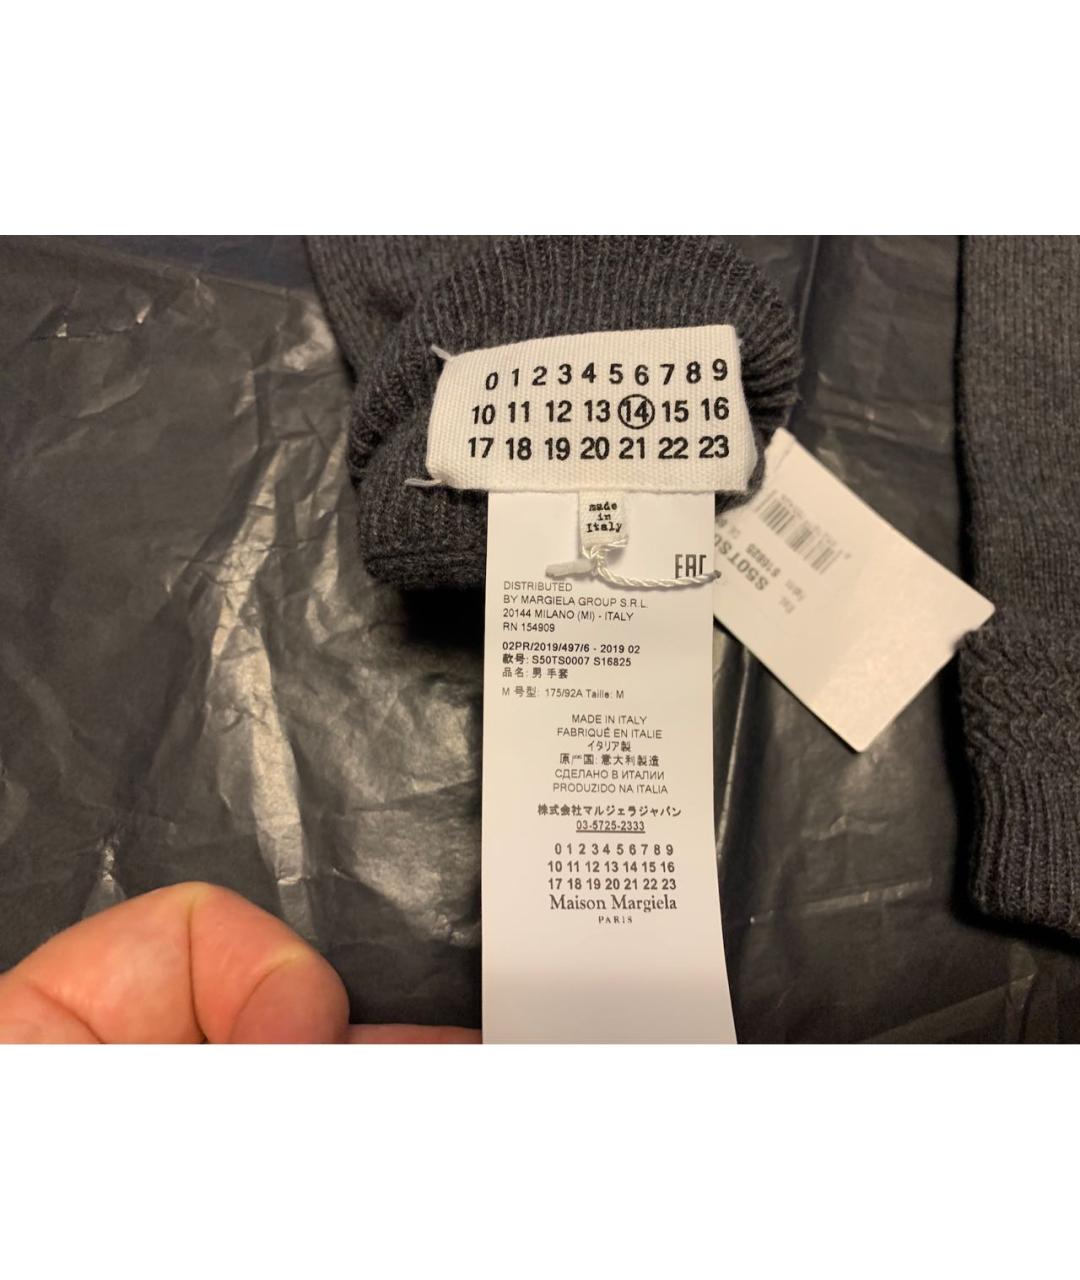 0 1 2 3 4 5 6 7 8 9
10 11 12 13 14 15 16
17 18 19 20 21 22 23
made
in
Italy
EAC
DISTRIBUTED
BY MARGIELA GROUP S.R.L.
20144 MILANO (MI) - ITALY
RN 154909
02PR/2019/497/6 - 2019 02
款号: S50TS0007 S16825
品名: 男 手套
M 号型: 175/92A Taille: M
MADE IN ITALY
FABRIQUÉ EN ITALIE
イタリア製
原产国: 意大利製造
СДЕЛАНО В ИТАЛИИ
PRODUZIDO NA ITALIA
株式会社マルジェラジャパン
03-5725-2333
0 1 2 3 4 5 6 7 8 9
10 11 12 13 14 15 16
17 18 19 20 21 22 23
Maison Margiela
PARIS
S50TS0
S16825